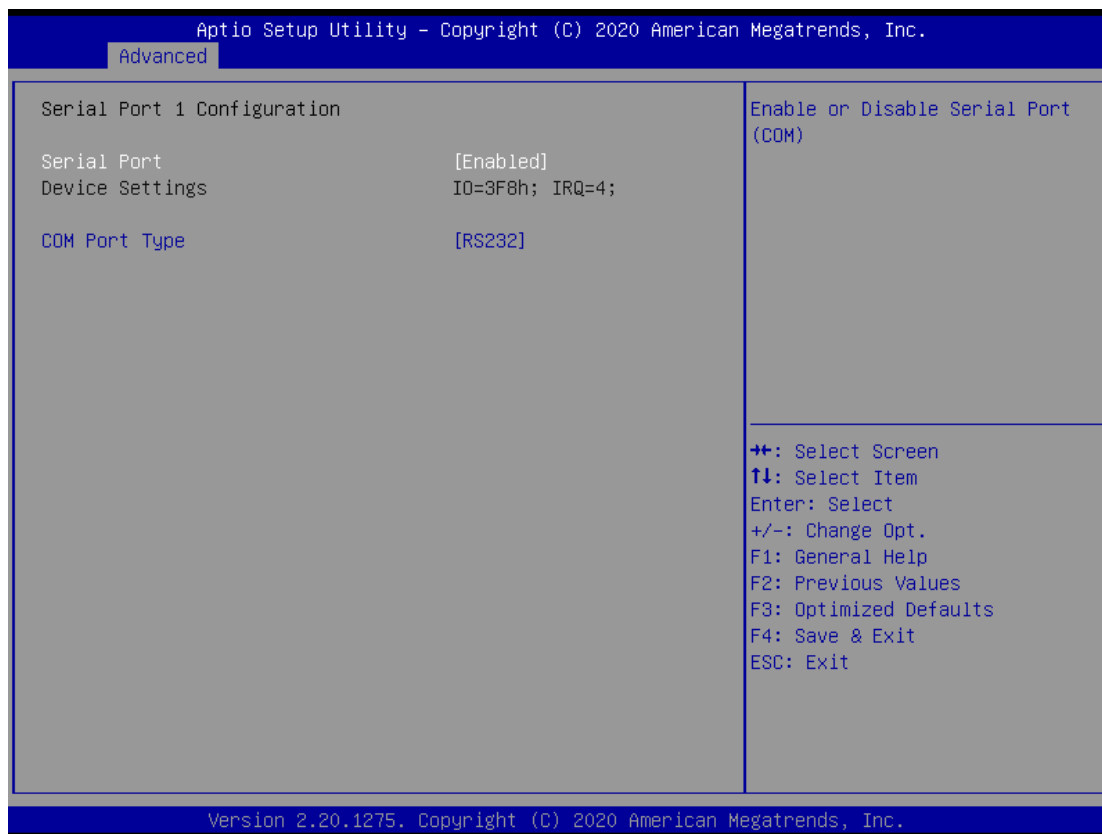 Aptio Setup Utility – Copyright (C) 2020 American Megatrends, Inc.
Advanced
Serial Port 1 Configuration
Serial Port [Enabled]
Device Settings IO=3F8h; IRQ=4;
COM Port Type [RS232]
Enable or Disable Serial Port
(COM)
→←: Select Screen
↑↓: Select Item
Enter: Select
+/-: Change Opt.
F1: General Help
F2: Previous Values
F3: Optimized Defaults
F4: Save & Exit
ESC: Exit
Version 2.20.1275. Copyright (C) 2020 American Megatrends, Inc.